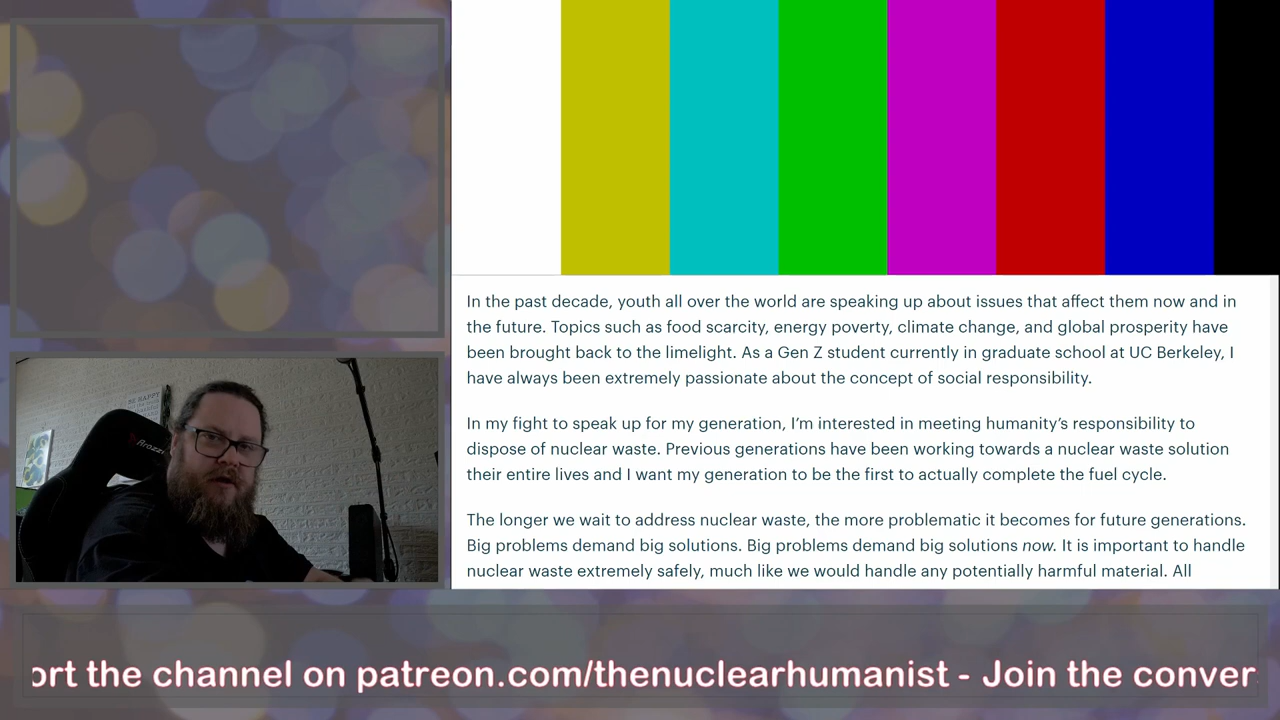 BE HAPPY
Arozzi
In the past decade, youth all over the world are speaking up about issues that affect them now and in
the future. Topics such as food scarcity, energy poverty, climate change, and global prosperity have
been brought back to the limelight. As a Gen Z student currently in graduate school at UC Berkeley, I
have always been extremely passionate about the concept of social responsibility.
In my fight to speak up for my generation, I’m interested in meeting humanity’s responsibility to
dispose of nuclear waste. Previous generations have been working towards a nuclear waste solution
their entire lives and I want my generation to be the first to actually complete the fuel cycle.
The longer we wait to address nuclear waste, the more problematic it becomes for future generations.
Big problems demand big solutions. Big problems demand big solutions now. It is important to handle
nuclear waste extremely safely, much like we would handle any potentially harmful material. All
ort the channel on patreon.com/thenuclearhumanist - Join the conver